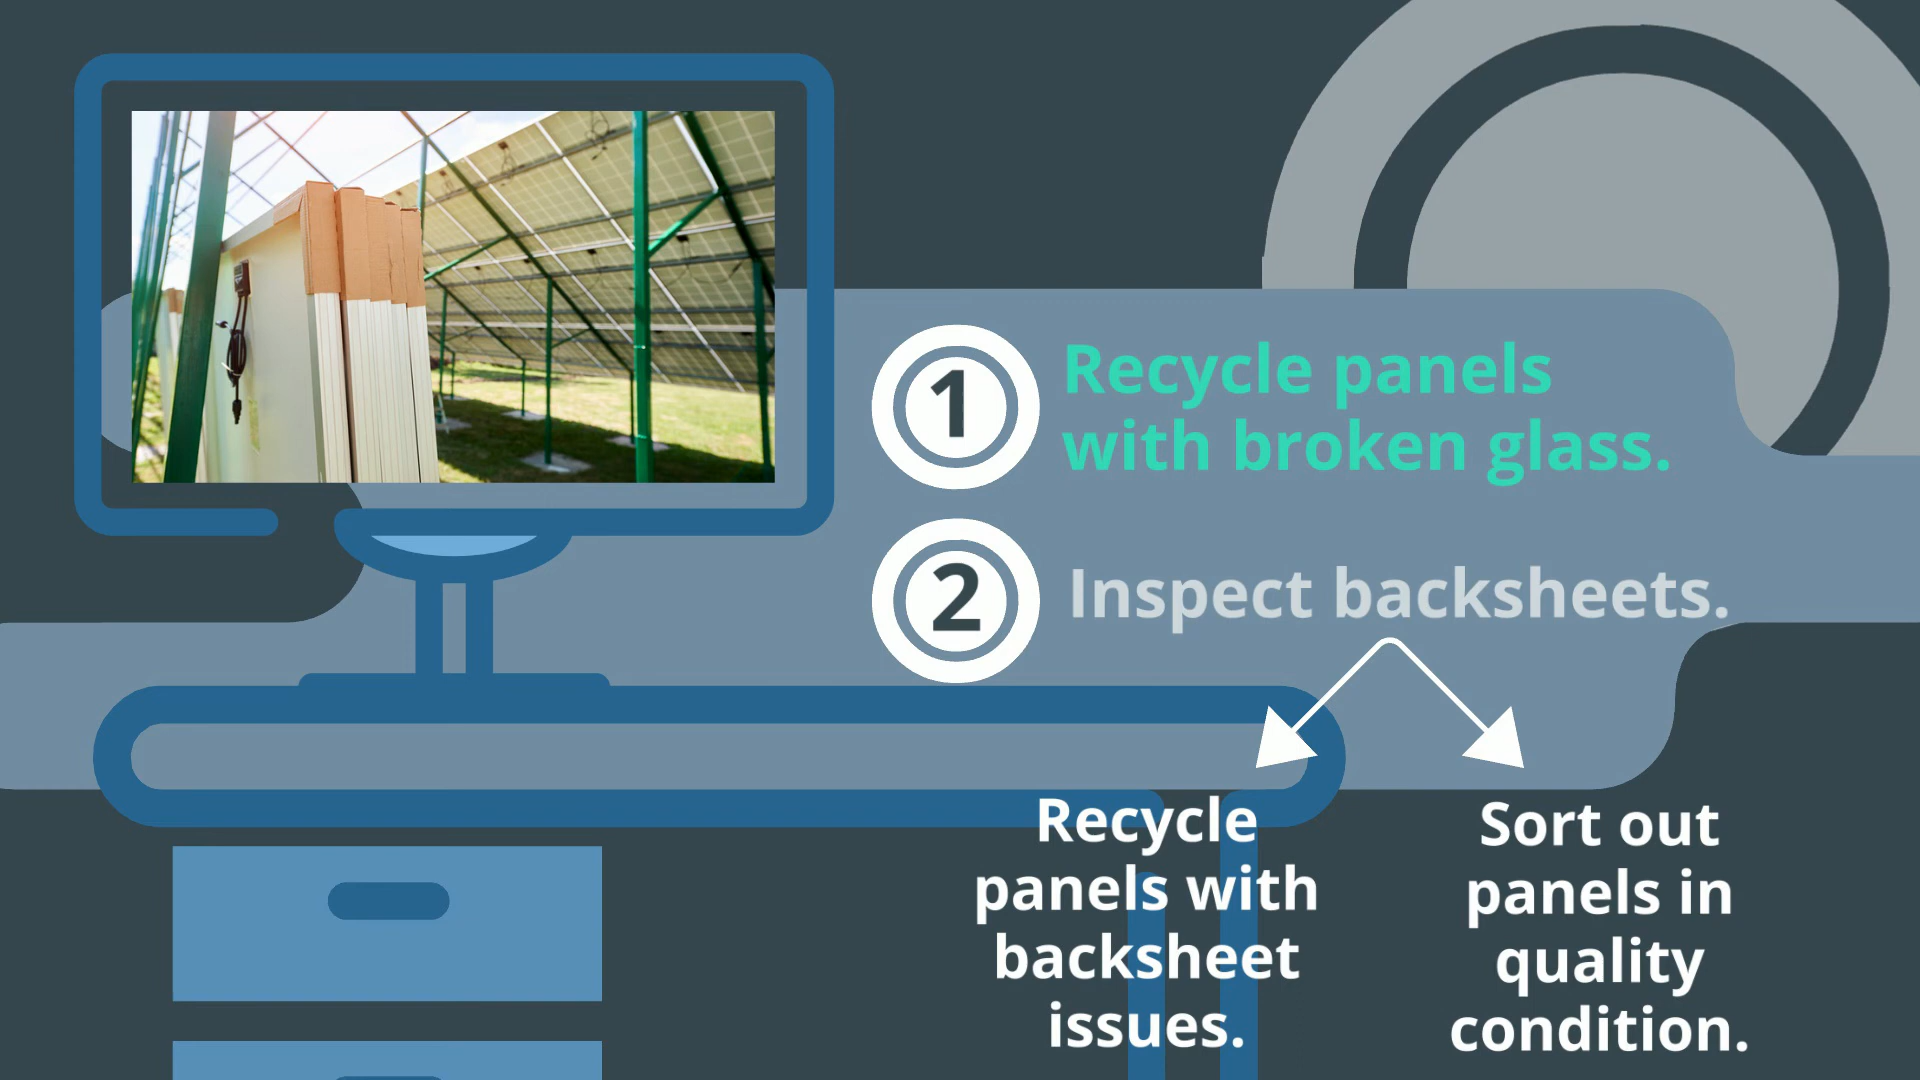 1
Recycle panels
with broken glass.
2
Inspect backsheets.
Recycle
panels with
backsheet
issues.
Sort out
panels in
quality
condition.